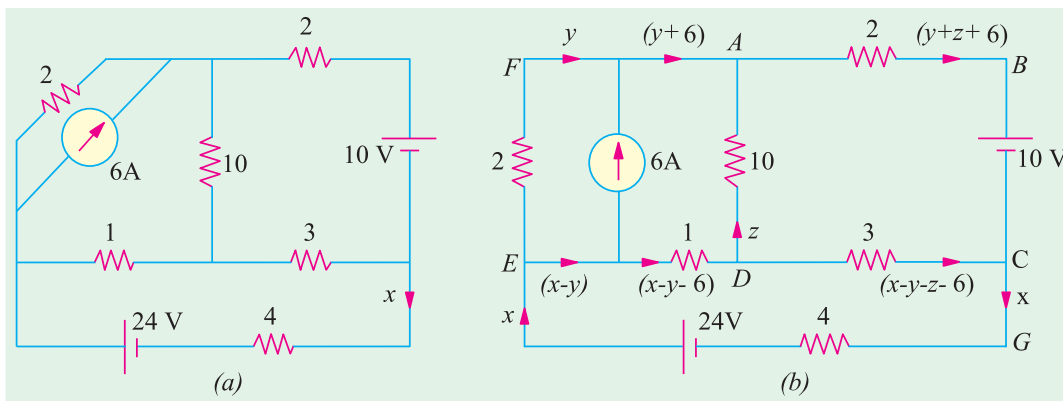 2
2
6A
10
10 V
1
3
x
24 V
4
(a)
y
(y+ 6)
A
2
(y+z+ 6)
F
B
2
6A
10
10 V
1
z
3
E
(x-y)
(x-y- 6)
D
(x-y-z- 6)
C
x
x
24V
4
G
(b)